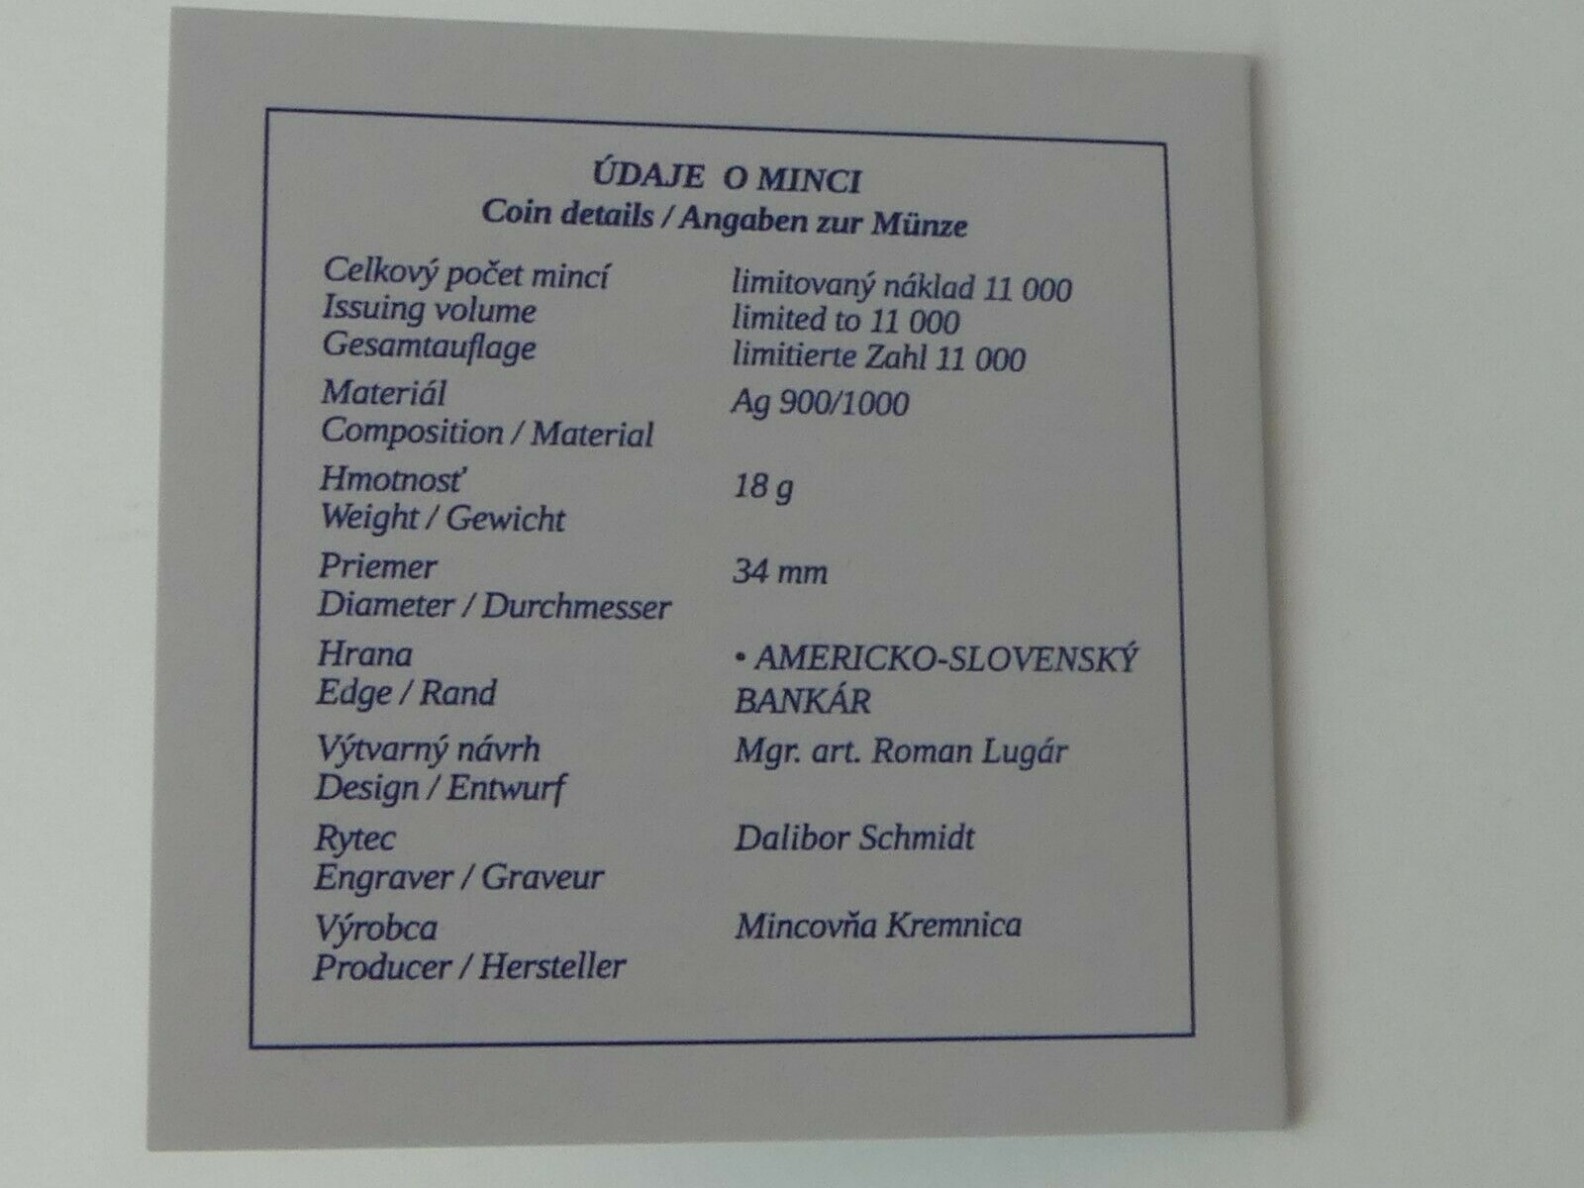 ÚDAJE O MINCI
Coin details / Angaben zur Münze
Celkový počet mincí limitovaný náklad 11 000
Issuing volume limited to 11 000
Gesamtauflage limitierte Zahl 11 000
Materiál Ag 900/1000
Composition / Material
Hmotnosť 18 g
Weight / Gewicht
Priemer 34 mm
Diameter / Durchmesser
Hrana • AMERICKO-SLOVENSKÝ
Edge / Rand BANKÁR
Výtvarný návrh Mgr. art. Roman Lugár
Design / Entwurf
Rytec Dalibor Schmidt
Engraver / Graveur
Výrobca Mincovňa Kremnica
Producer / Hersteller